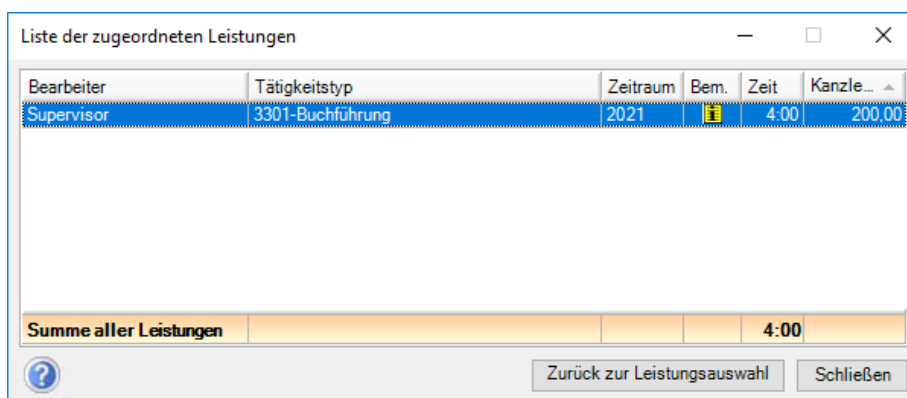 Liste der zugeordneten Leistungen
Bearbeiter Tätigkeitstyp Zeitraum Bem. Zeit Kanzle...
Supervisor 3301-Buchführung 2021 4:00 200,00
Summe aller Leistungen 4:00
Zurück zur Leistungsauswahl Schließen